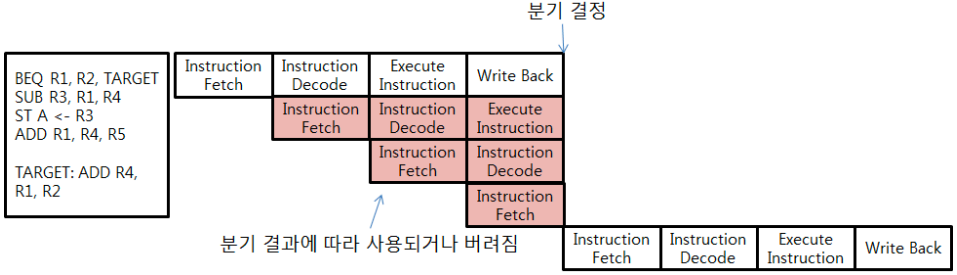 분기 결정
BEQ R1, R2, TARGET
SUB R3, R1, R4
ST A <- R3
ADD R1, R4, R5
TARGET: ADD R4,
R1, R2
Instruction Fetch
Instruction Decode
Execute Instruction
Write Back
Instruction Fetch
Instruction Decode
Execute Instruction
Instruction Fetch
Instruction Decode
Instruction Fetch
분기 결과에 따라 사용되거나 버려짐
Instruction Fetch
Instruction Decode
Execute Instruction
Write Back